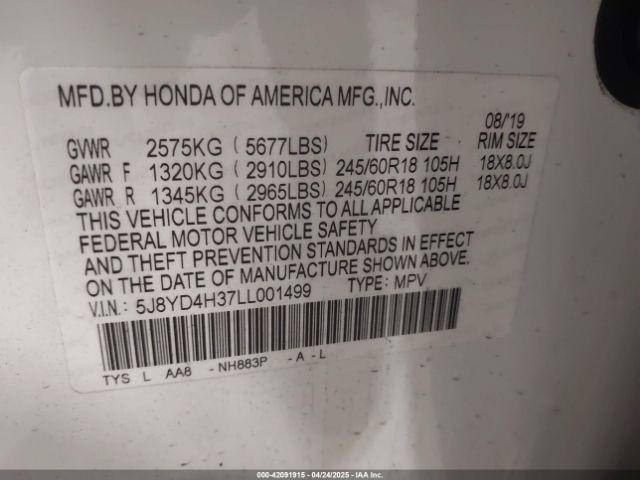 MFD.BY HONDA OF AMERICA MFG.,INC.
08/'19
GVWR 2575KG ( 5677LBS) TIRE SIZE RIM SIZE
GAWR F 1320KG ( 2910LBS) 245/60R18 105H 18X8.0J
GAWR R 1345KG ( 2965LBS) 245/60R18 105H 18X8.0J
THIS VEHICLE CONFORMS TO ALL APPLICABLE
FEDERAL MOTOR VEHICLE SAFETY
AND THEFT PREVENTION STANDARDS IN EFFECT
ON THE DATE OF MANUFACTURE SHOWN ABOVE.
V.I.N.: 5J8YD4H37LL001499 TYPE: MPV
TYS L AA8 - NH883P - A - L
000-42091915 - 04/24/2025 - IAAI.COM